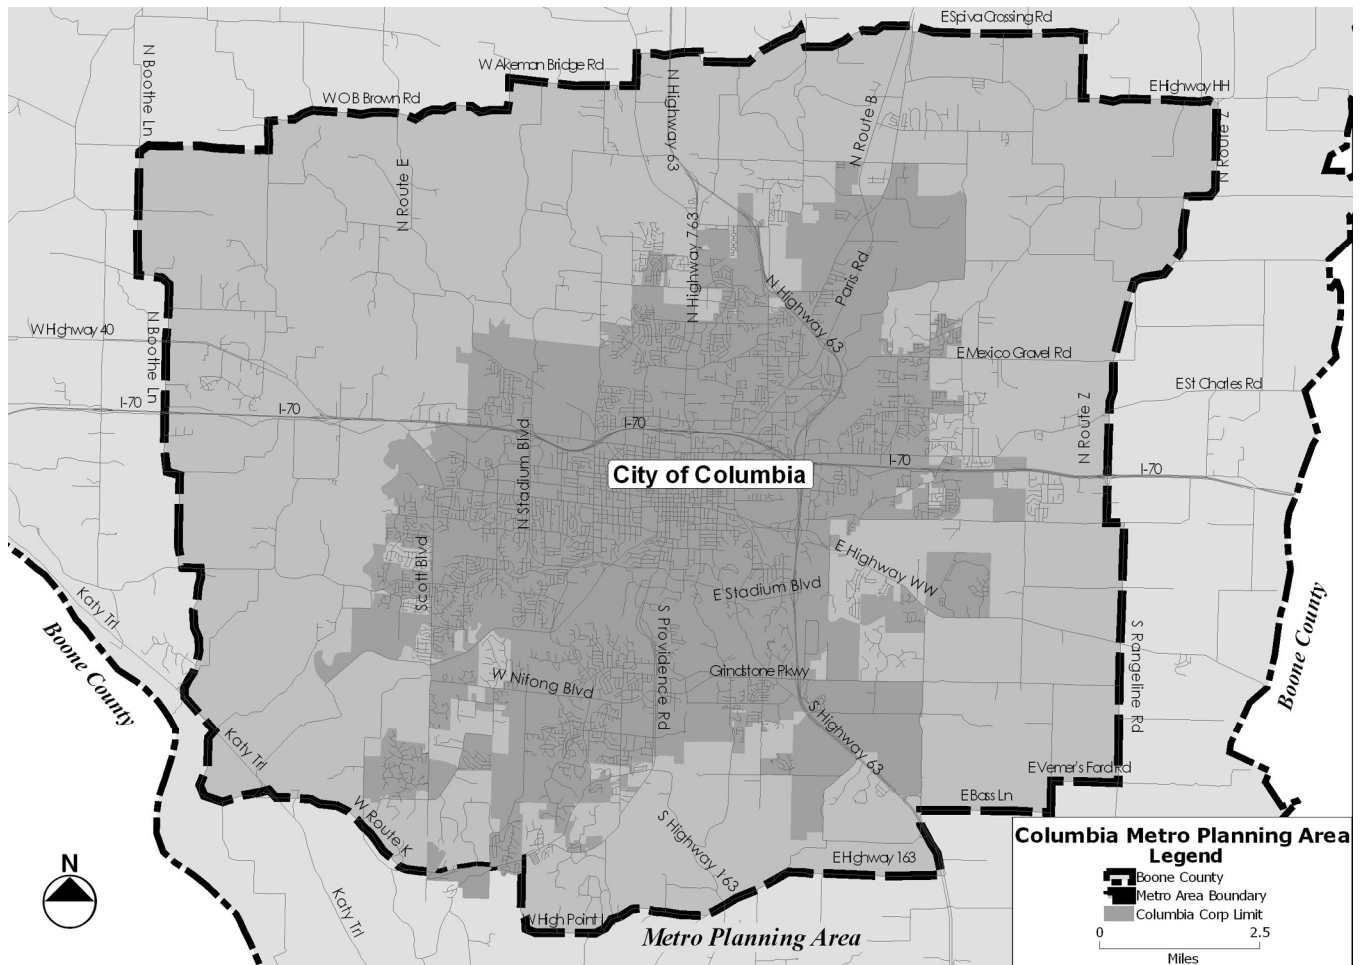 E Spiva Crossing Rd
W Akeman Bridge Rd
N Boothe Ln
W O B Brown Rd
N Highway 63
E Highway HH
N Route B
N Route Z
N Route E
N Highway 763
Paris Rd
N Highway 63
W Highway 40
N Boothe Ln
E Mexico Gravel Rd
E St Charles Rd
I-70
I-70
I-70
I-70
I-70
N Route Z
N Stadium Blvd
City of Columbia
Scott Blvd
E Highway WW
E Stadium Blvd
Katy Trl
Boone County
Boone County
S Providence Rd
S Rangeline Rd
W Nifong Blvd
Grindstone Pkwy
S Highway 63
Katy Trl
E Verner's Ford Rd
E Bass Ln
W Route K
S Highway 163
E Highway 163
Katy Trl
W High Point
Metro Planning Area
N
Columbia Metro Planning Area
Legend
Boone County
Metro Area Boundary
Columbia Corp Limit
0 2.5
Miles